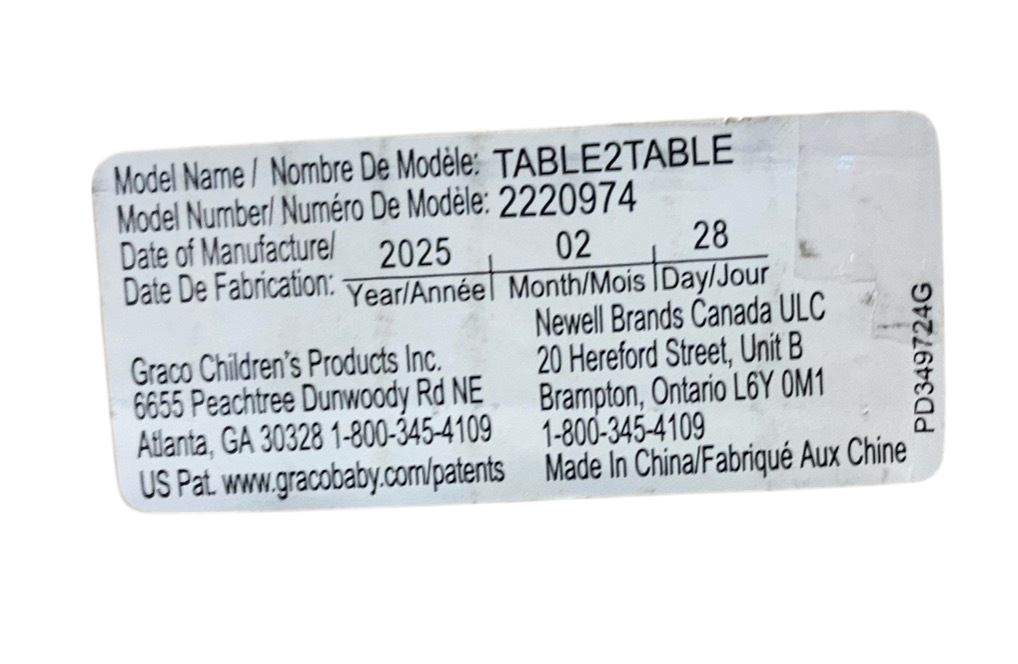 Model Name / Nombre De Modèle: TABLE2TABLE
Model Number/ Numéro De Modèle: 2220974
Date of Manufacture/
Date De Fabrication:
2025 02 28
Year/Année Month/Mois Day/Jour
Graco Children's Products Inc.
6655 Peachtree Dunwoody Rd NE
Atlanta, GA 30328 1-800-345-4109
US Pat. www.gracobaby.com/patents
Newell Brands Canada ULC
20 Hereford Street, Unit B
Brampton, Ontario L6Y 0M1
1-800-345-4109
Made In China/Fabriqué Aux Chine
PD349724G